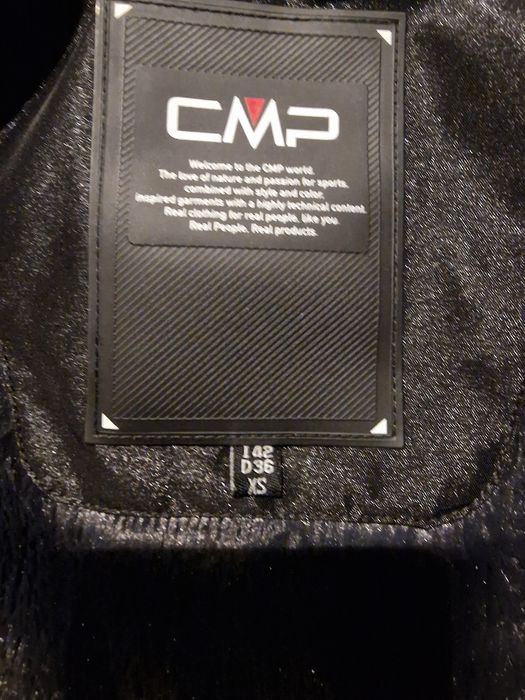 CMP
Welcome to the CMP world.
The love of nature and passion for sports,
combined with style and color.
inspired garments with a highly technical content.
Real clothing for real people, like you.
Real People, Real products.
I 42
D36
XS